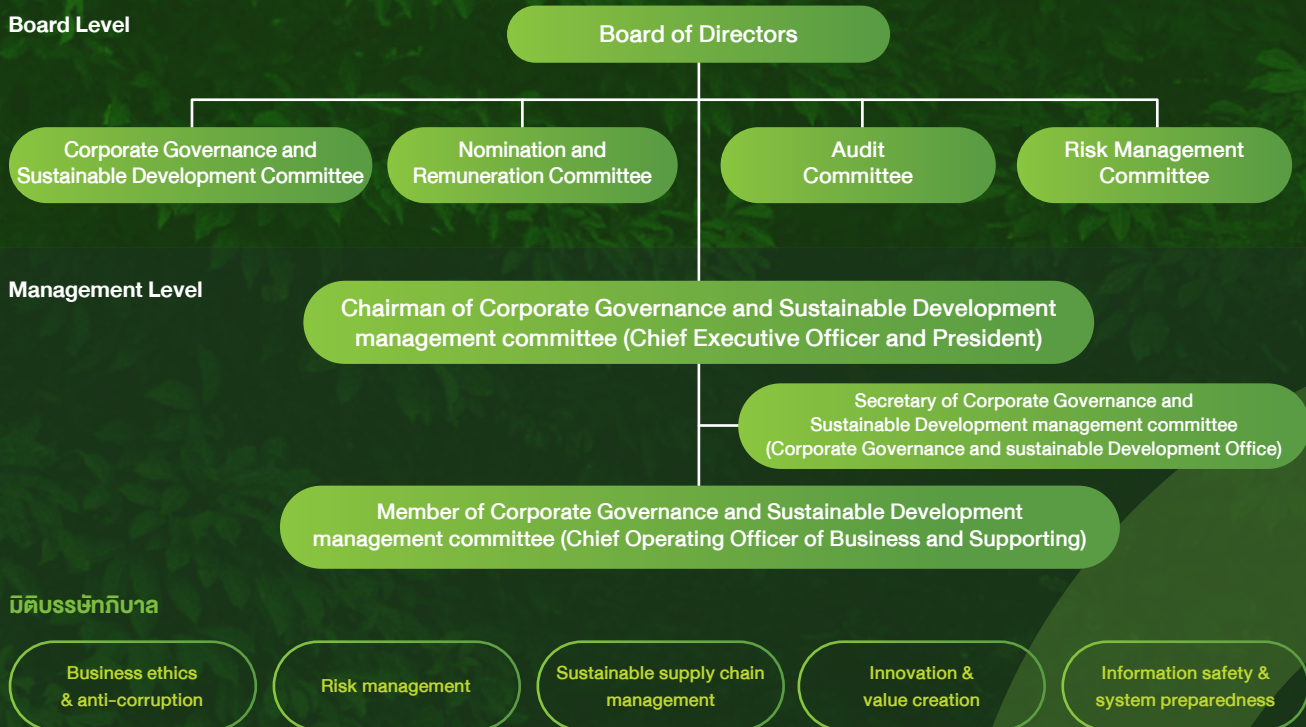 Board Level
Board of Directors
Corporate Governance and
Sustainable Development Committee
Nomination and
Remuneration Committee
Audit
Committee
Risk Management
Committee
Management Level
Chairman of Corporate Governance and Sustainable Development
management committee (Chief Executive Officer and President)
Secretary of Corporate Governance and
Sustainable Development management committee
(Corporate Governance and sustainable Development Office)
Member of Corporate Governance and Sustainable Development
management committee (Chief Operating Officer of Business and Supporting)
มิติบรรษัทภิบาล
Business ethics
& anti-corruption
Risk management
Sustainable supply chain
management
Innovation &
value creation
Information safety &
system preparedness